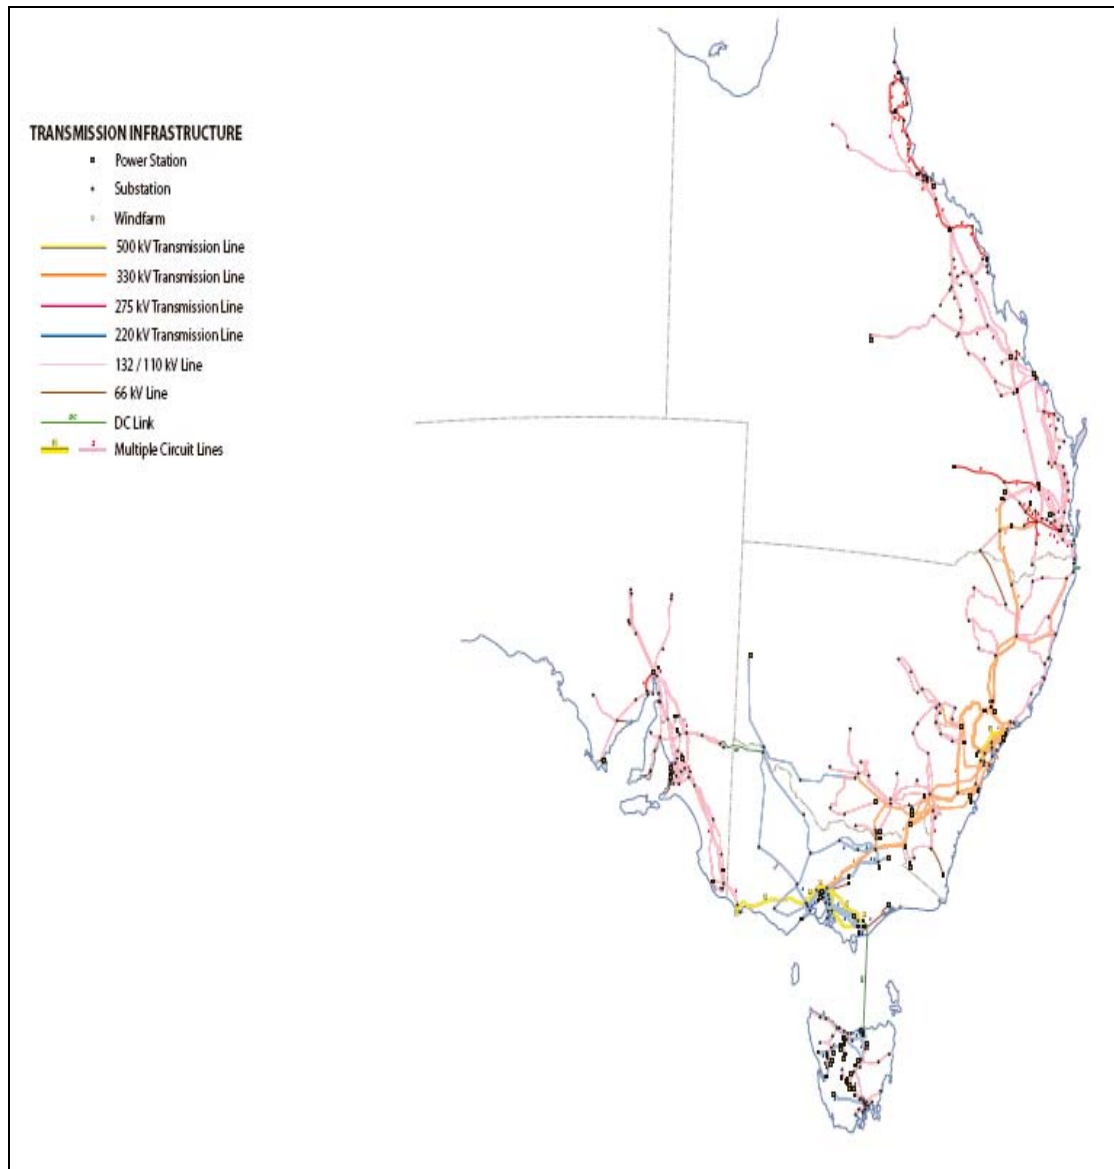 TRANSMISSION INFRASTRUCTURE
Power Station
Substation
Windfarm
500 kV Transmission Line
330 kV Transmission Line
275 kV Transmission Line
220 kV Transmission Line
132 / 110 kV Line
66 kV Line
DC Link
Multiple Circuit Lines